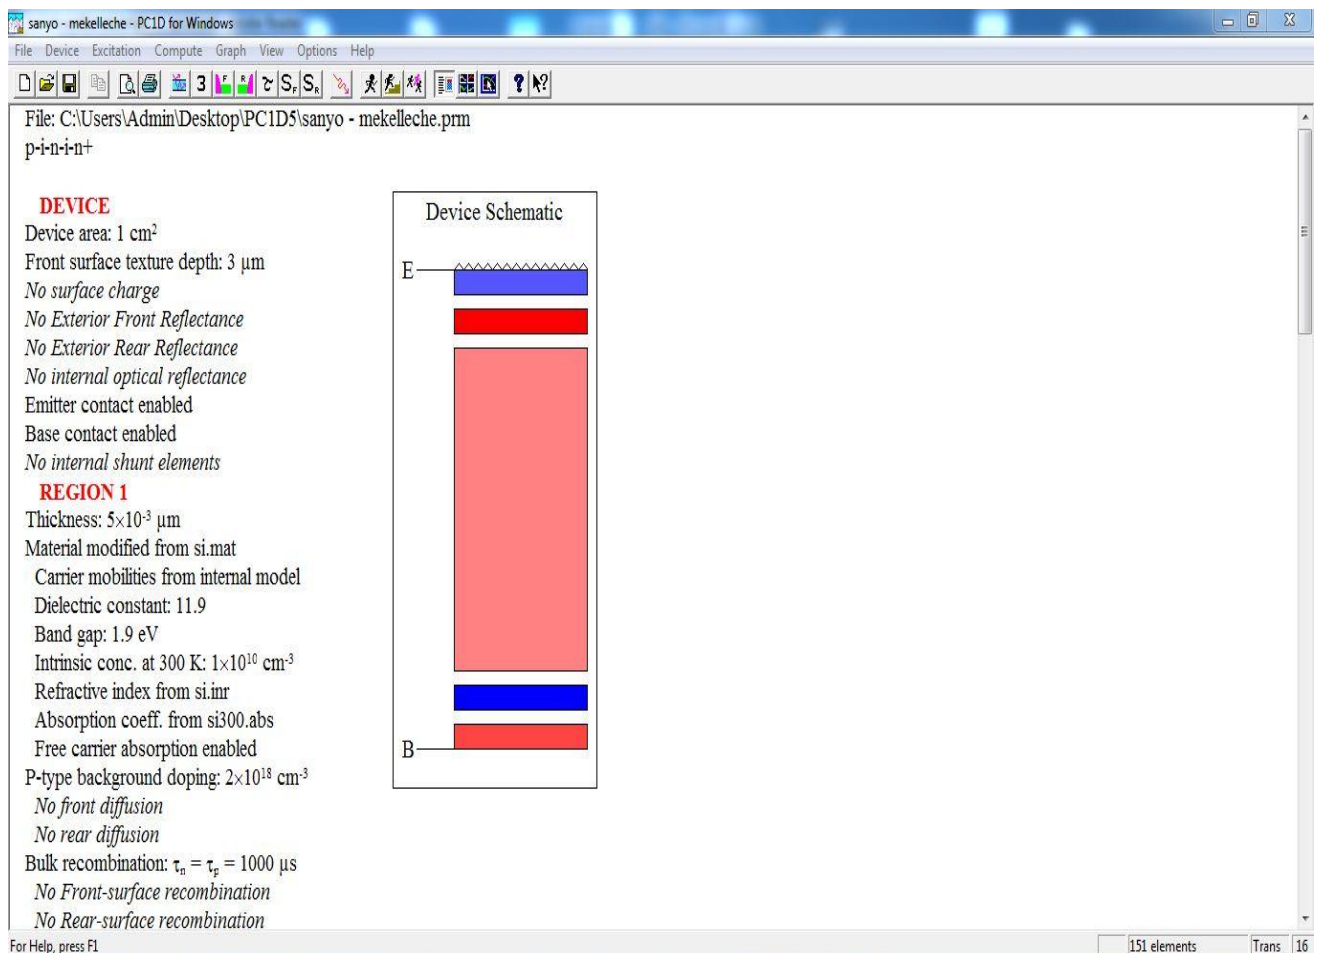 sanyo - mekelleche - PC1D for Windows
File Device Excitation Compute Graph View Options Help
3 F R τ SF SR ? ?
File: C:\Users\Admin\Desktop\PC1D5\sanyo - mekelleche.prm
p-i-n-i-n+
DEVICE
Device area: 1 cm²
Front surface texture depth: 3 µm
No surface charge
No Exterior Front Reflectance
No Exterior Rear Reflectance
No internal optical reflectance
Emitter contact enabled
Base contact enabled
No internal shunt elements
REGION 1
Thickness: 5×10⁻³ µm
Material modified from si.mat
Carrier mobilities from internal model
Dielectric constant: 11.9
Band gap: 1.9 eV
Intrinsic conc. at 300 K: 1×10¹⁰ cm⁻³
Refractive index from si.inr
Absorption coeff. from si300.abs
Free carrier absorption enabled
P-type background doping: 2×10¹⁸ cm⁻³
No front diffusion
No rear diffusion
Bulk recombination: τn = τp = 1000 µs
No Front-surface recombination
No Rear-surface recombination
Device Schematic
E
B
For Help, press F1
151 elements Trans 16